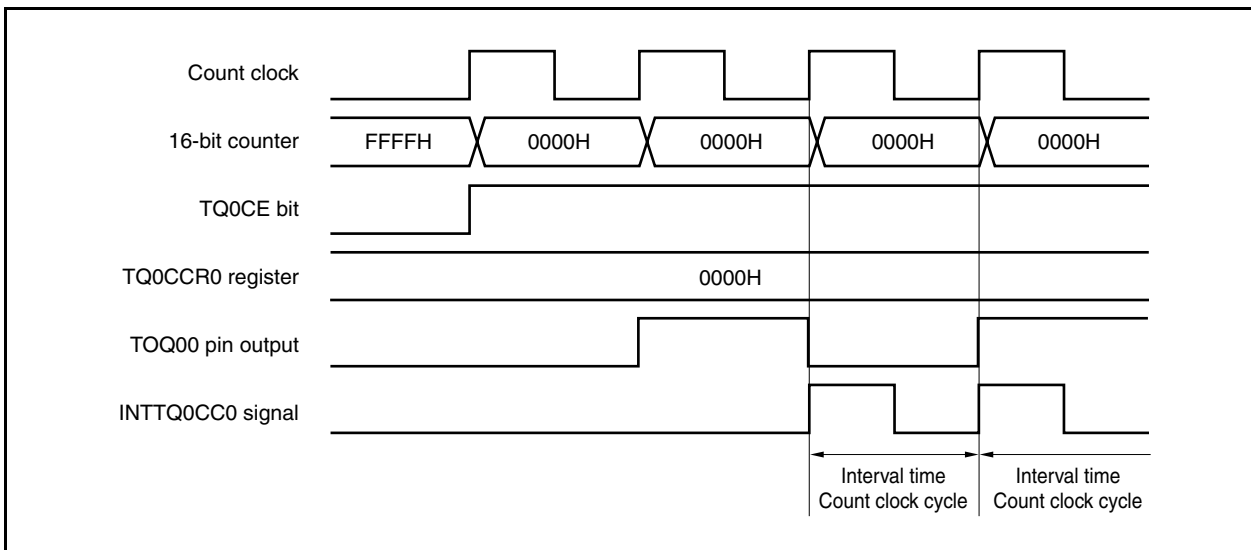 Count clock
16-bit counter
FFFFH
0000H
0000H
0000H
0000H
TQ0CE bit
TQ0CCR0 register
0000H
TOQ00 pin output
INTTQ0CC0 signal
Interval time
Count clock cycle
Interval time
Count clock cycle